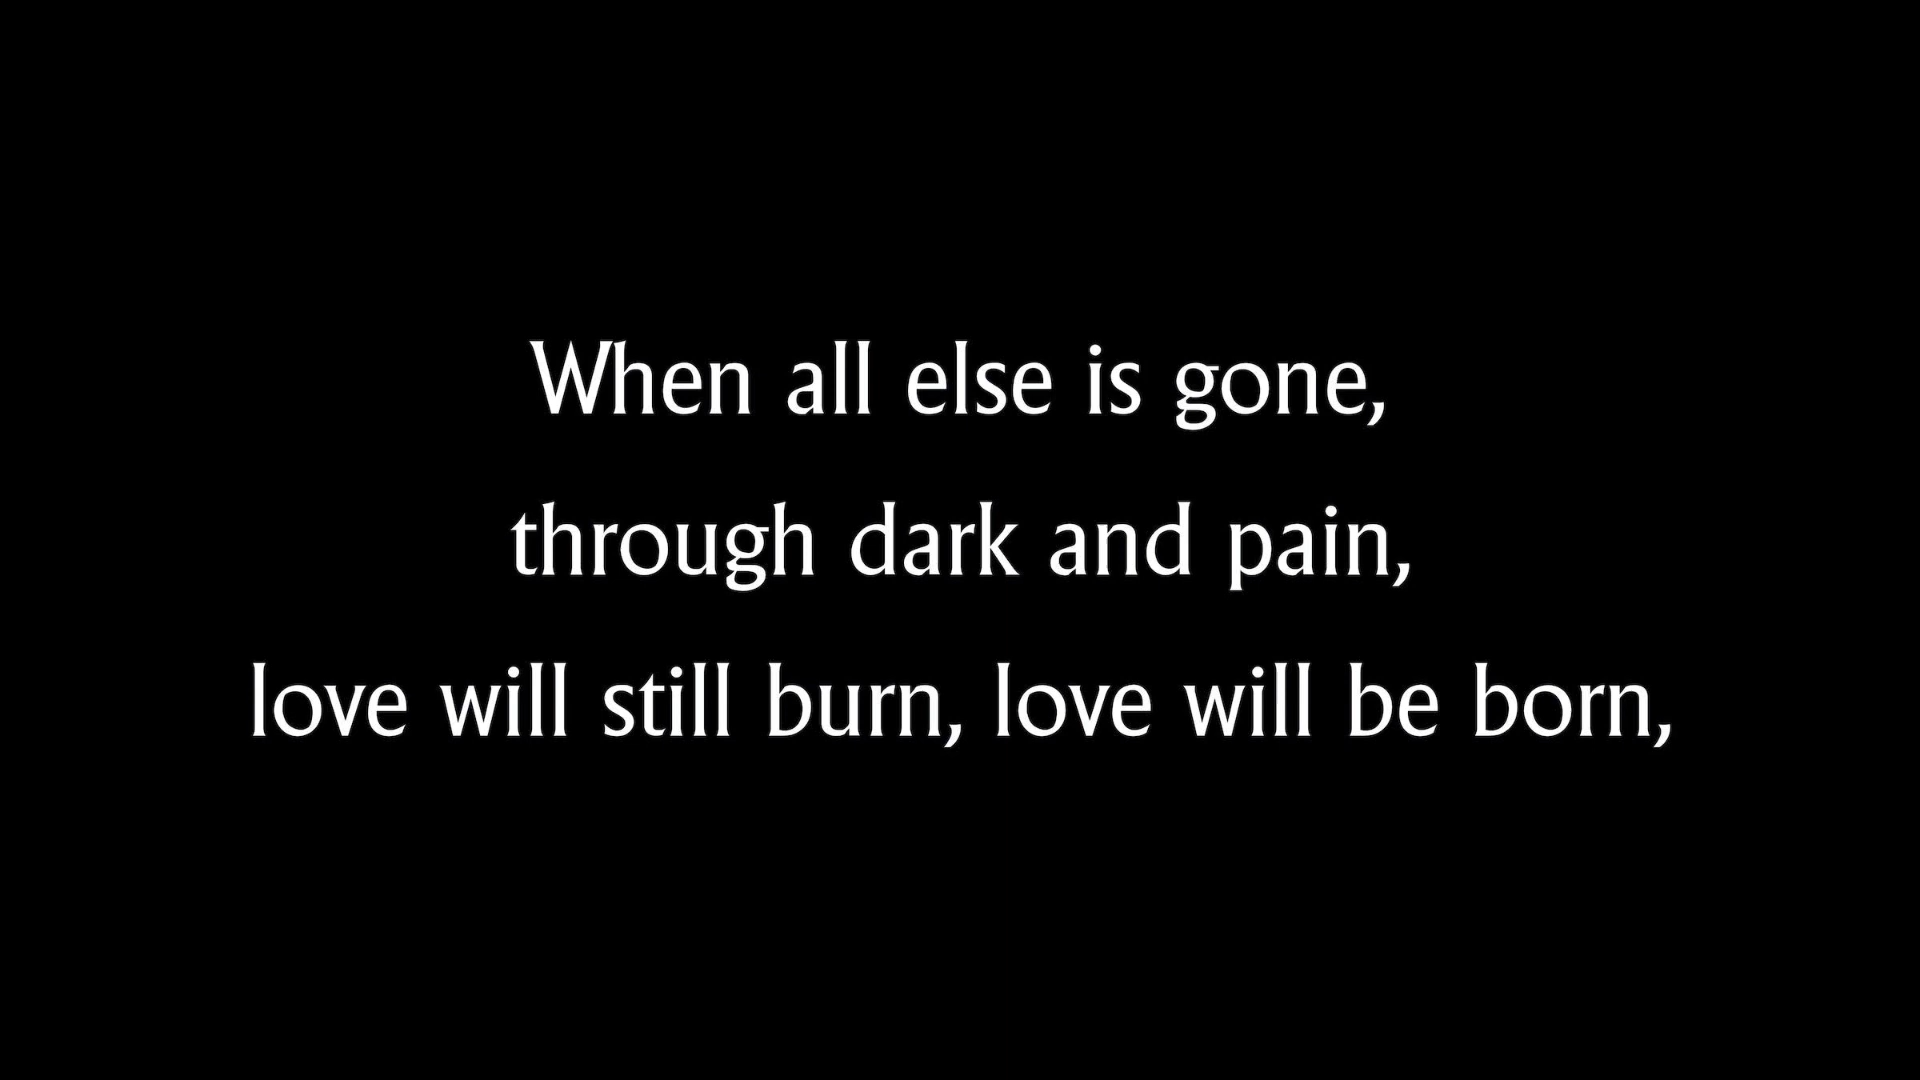 When all else is gone,
through dark and pain,
love will still burn, love will be born,